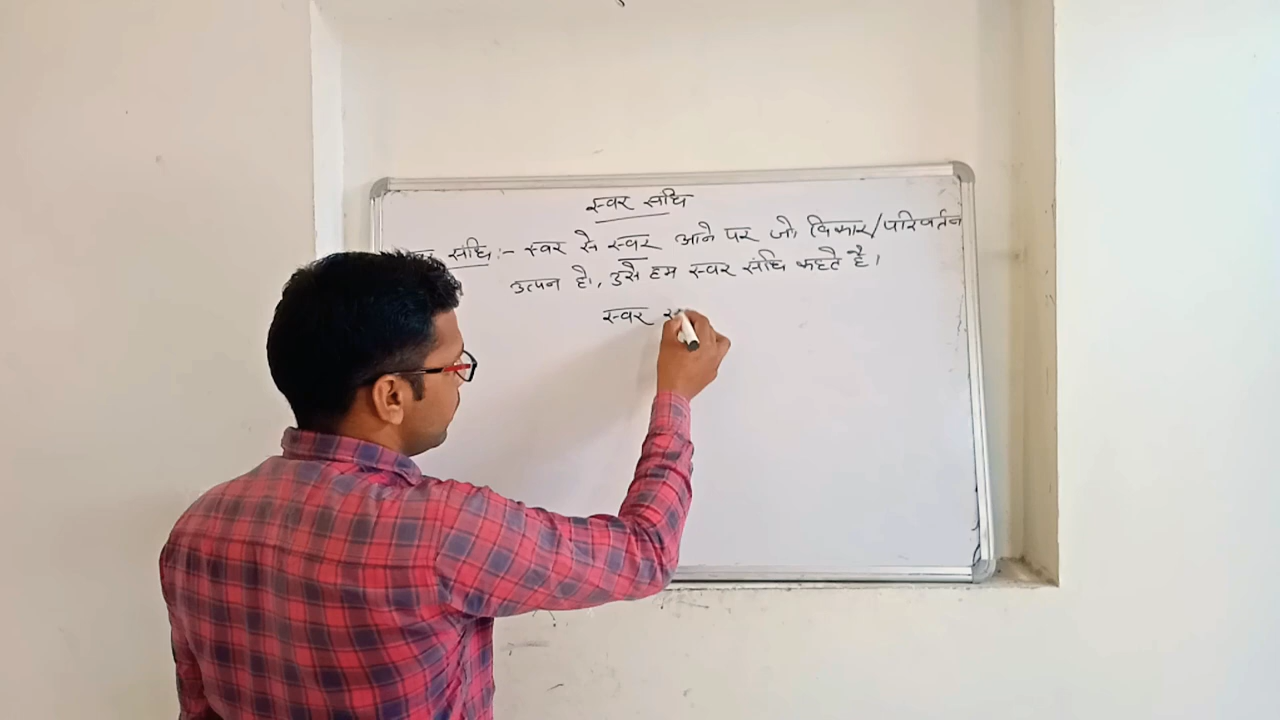 स्वर संधि
संधि :- स्वर से स्वर आने पर जो विकार/परिवर्तन
उत्पन हो, उसे हम स्वर संधि कहते है।
स्वर